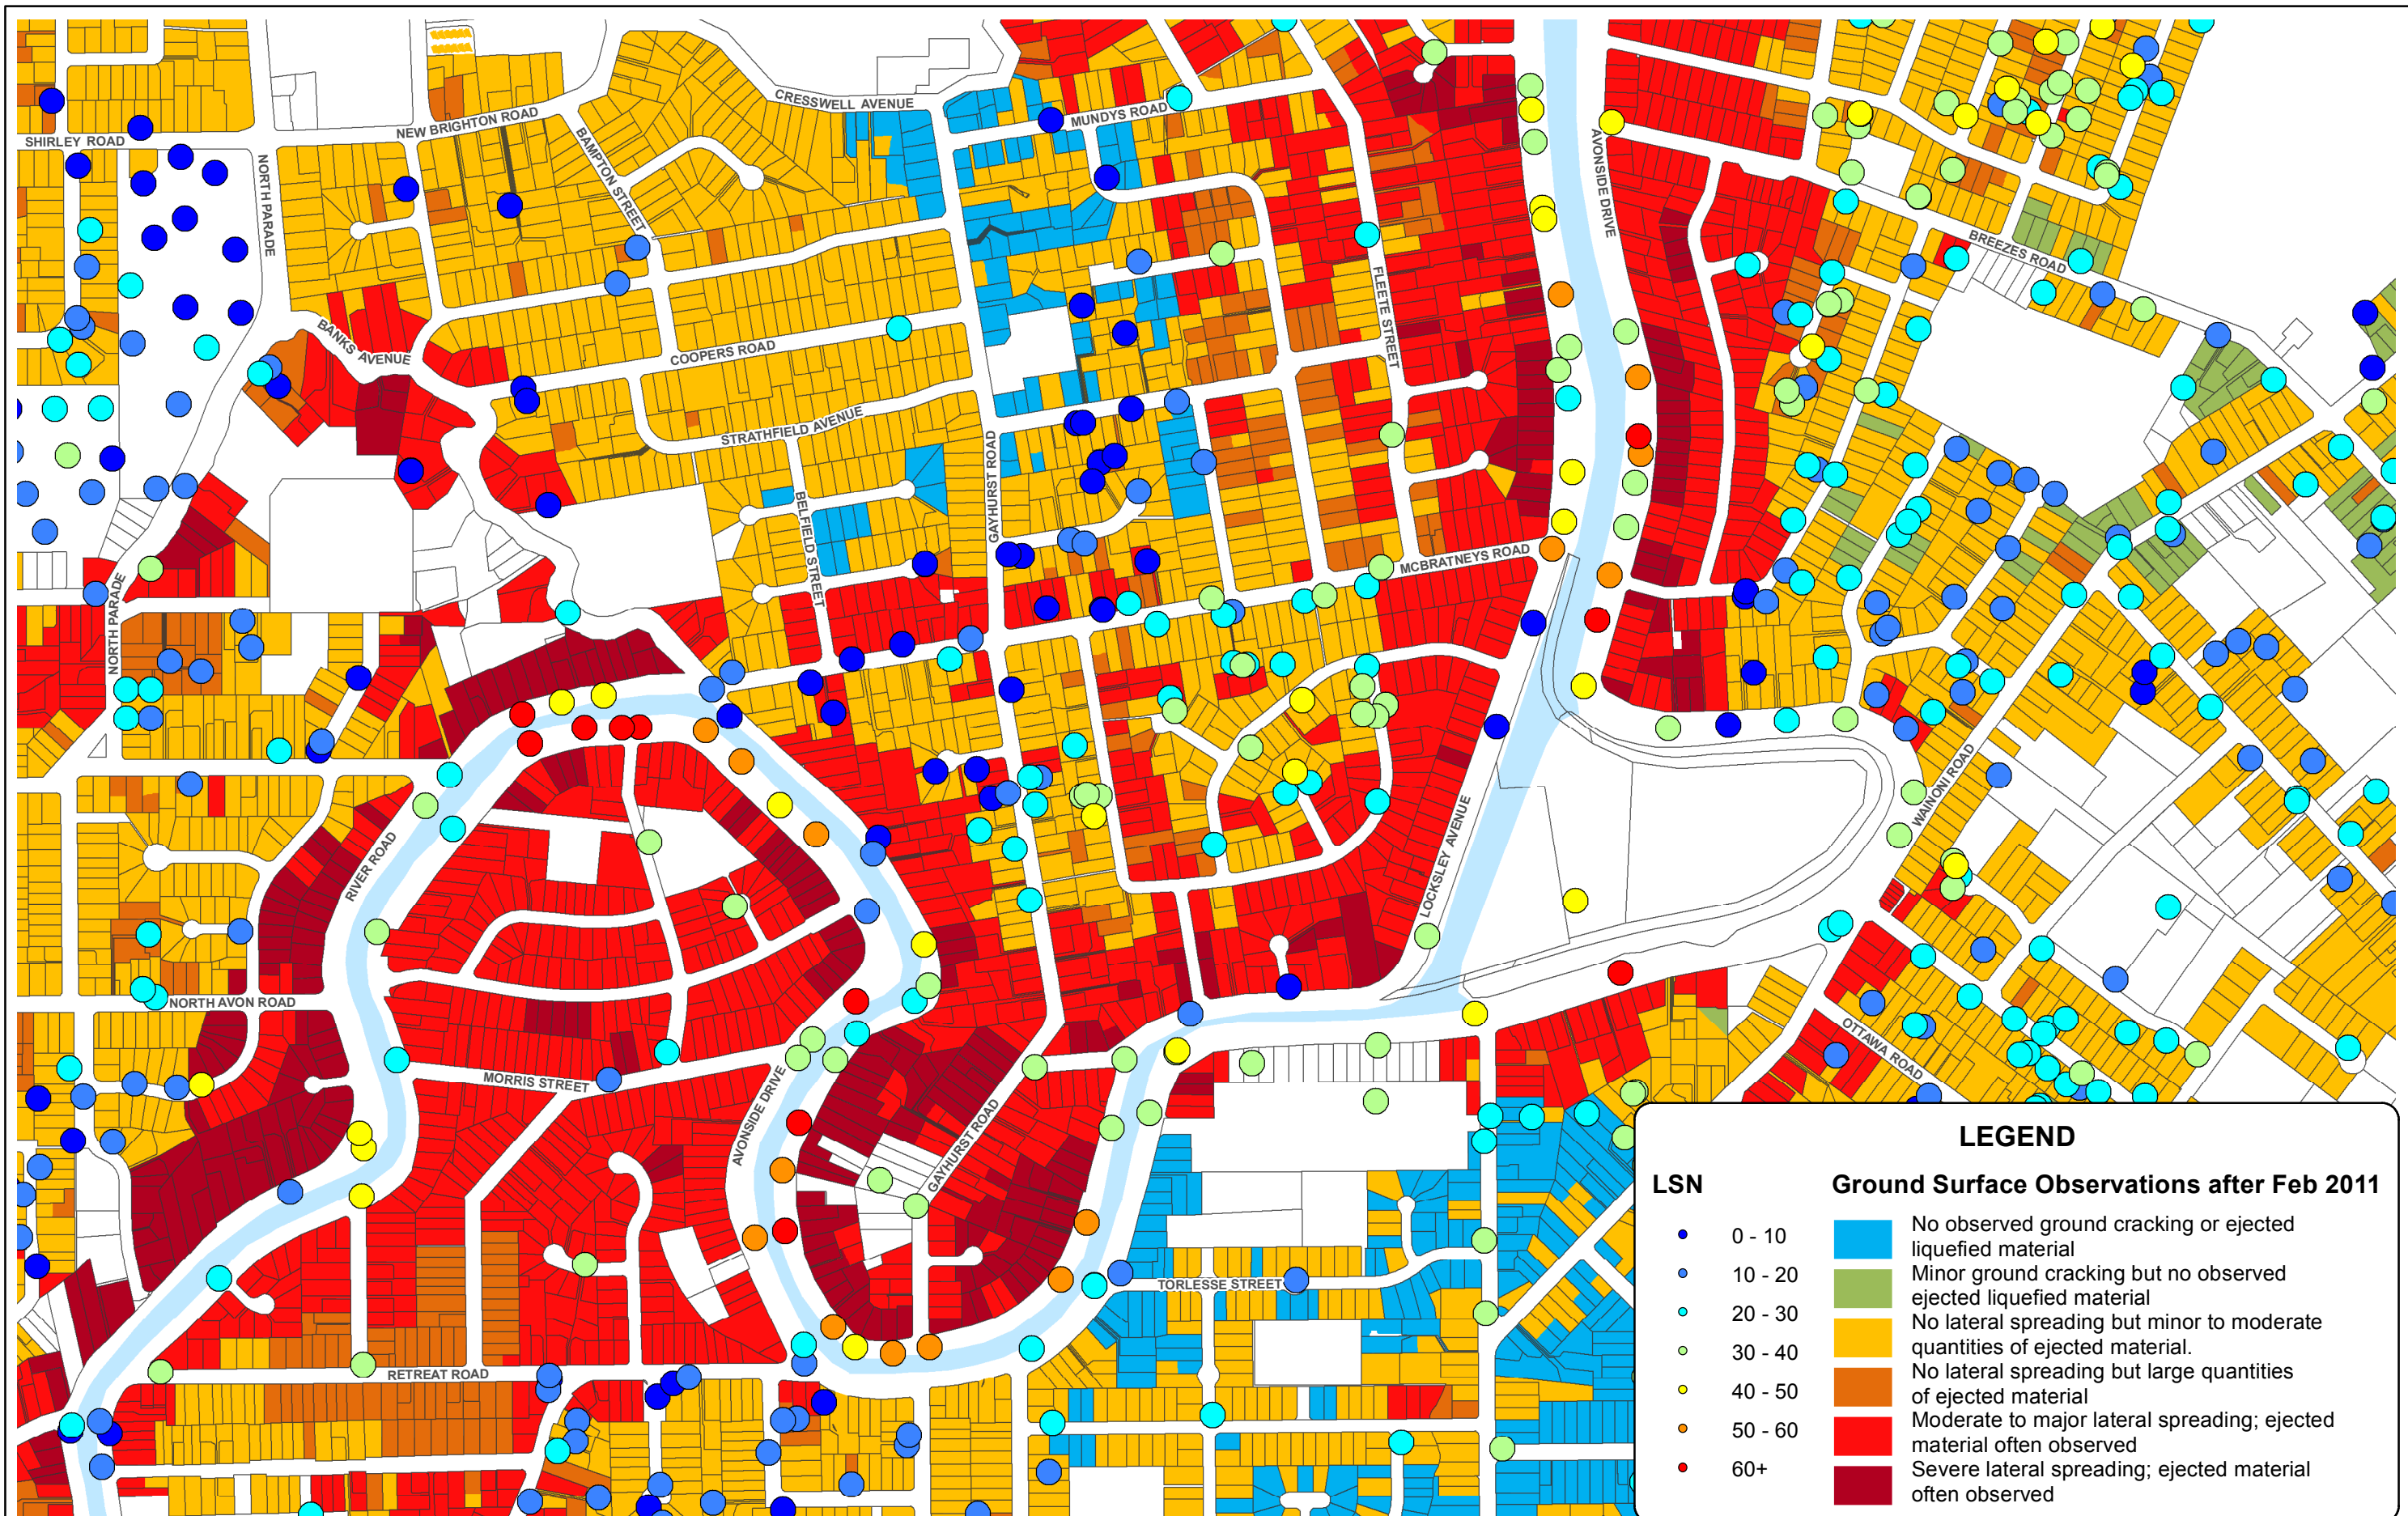 CRESSWELL AVENUE
MUNDYS ROAD
NEW BRIGHTON ROAD
SHIRLEY ROAD
BAMPTON STREET
NORTH PARADE
AVONSIDE DRIVE
BREEZES ROAD
FLEETE STREET
BANKS AVENUE
COOPERS ROAD
STRATHFIELD AVENUE
GAYHURST ROAD
BELFIELD STREET
MCBRATNEYS ROAD
NORTH PARADE
WAINONI ROAD
RIVER ROAD
LOCKSLEY AVENUE
NORTH AVON ROAD
OTTAWA ROAD
MORRIS STREET
AVONSIDE DRIVE
GAYHURST ROAD
TORLESSE STREET
RETREAT ROAD
LEGEND
LSN
0 - 10
10 - 20
20 - 30
30 - 40
40 - 50
50 - 60
60+
Ground Surface Observations after Feb 2011
No observed ground cracking or ejected
liquefied material
Minor ground cracking but no observed
ejected liquefied material
No lateral spreading but minor to moderate
quantities of ejected material.
No lateral spreading but large quantities
of ejected material
Moderate to major lateral spreading; ejected
material often observed
Severe lateral spreading; ejected material
often observed